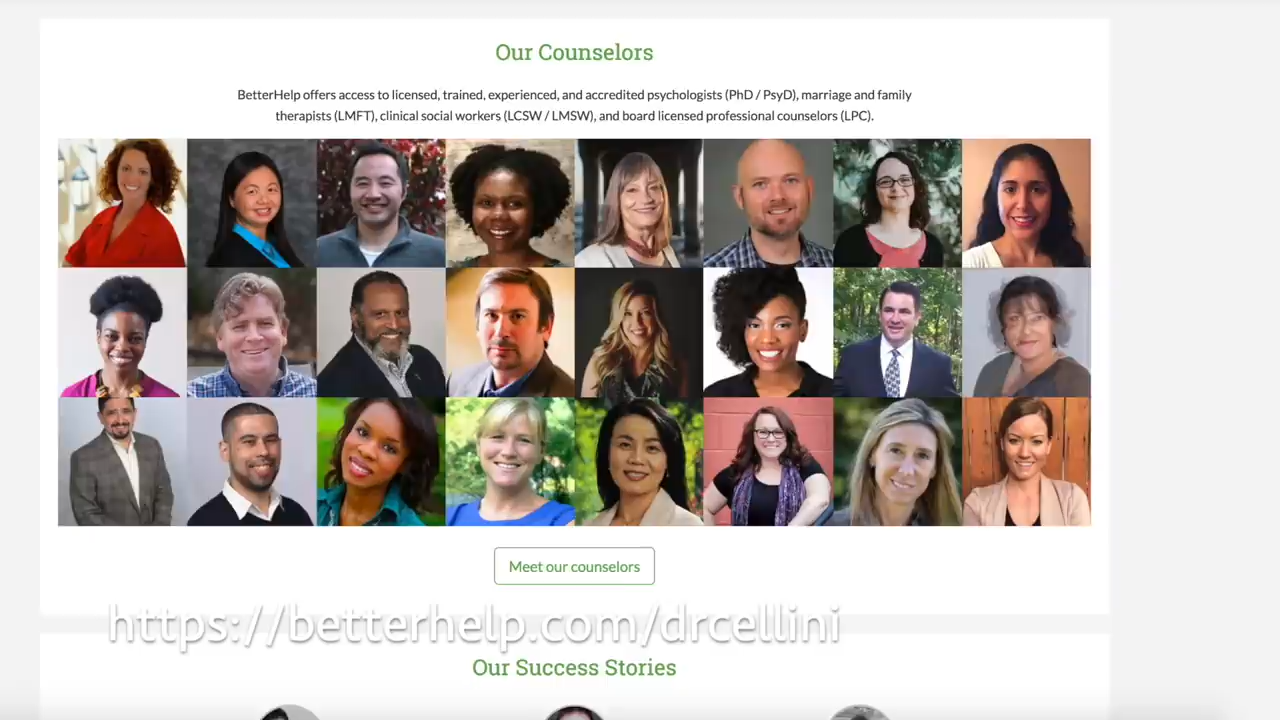 Our Counselors
BetterHelp offers access to licensed, trained, experienced, and accredited psychologists (PhD / PsyD), marriage and family
therapists (LMFT), clinical social workers (LCSW / LMSW), and board licensed professional counselors (LPC).
Meet our counselors
https://betterhelp.com/drcellini
Our Success Stories